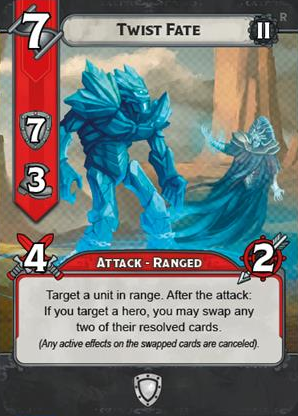 7
TWIST FATE
II
R
7
3
4
ATTACK - RANGED
2
Target a unit in range. After the attack:
If you target a hero, you may swap any
two of their resolved cards.
(Any active effects on the swapped cards are canceled).